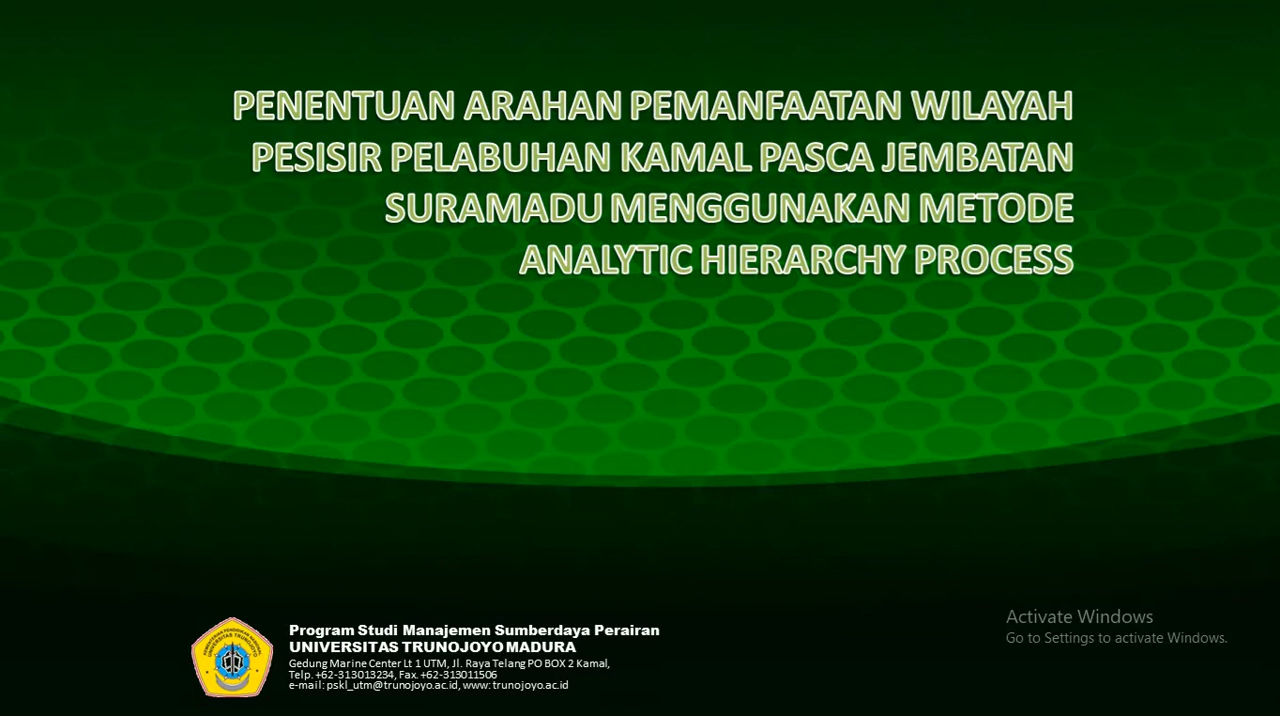 PENENTUAN ARAHAN PEMANFAATAN WILAYAH
PESISIR PELABUHAN KAMAL PASCA JEMBATAN
SURAMADU MENGGUNAKAN METODE
ANALYTIC HIERARCHY PROCESS
Program Studi Manajemen Sumberdaya Perairan
UNIVERSITAS TRUNOJOYO MADURA
Gedung Marine Center Lt 1 UTM, Jl. Raya Telang PO BOX 2 Kamal,
Telp. +62-313013234, Fax. +62-313011506
e-mail: pskl_utm@trunojoyo.ac.id, www: trunojoyo.ac.id
Activate Windows
Go to Settings to activate Windows.